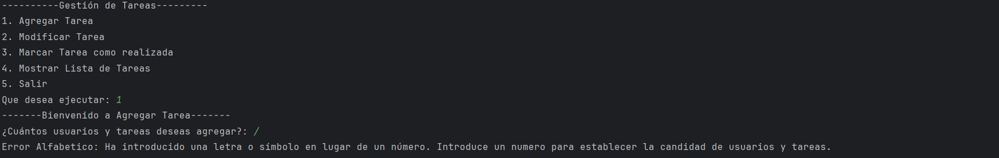 ----------Gestión de Tareas---------
1. Agregar Tarea
2. Modificar Tarea
3. Marcar Tarea como realizada
4. Mostrar Lista de Tareas
5. Salir
Que desea ejecutar: 1
-------Bienvenido a Agregar Tarea-------
¿Cuántos usuarios y tareas deseas agregar?: /
Error Alfabetico: Ha introducido una letra o símbolo en lugar de un número. Introduce un numero para establecer la candidad de usuarios y tareas.